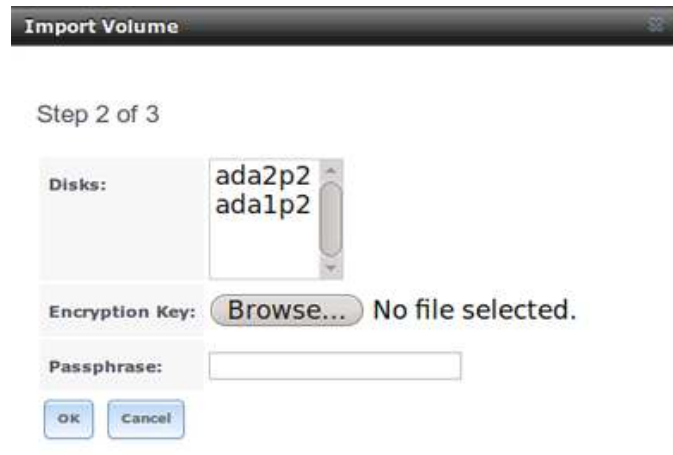 Import Volume
Step 2 of 3
Disks:
ada2p2
ada1p2
Encryption Key: Browse... No file selected.
Passphrase:
OK Cancel